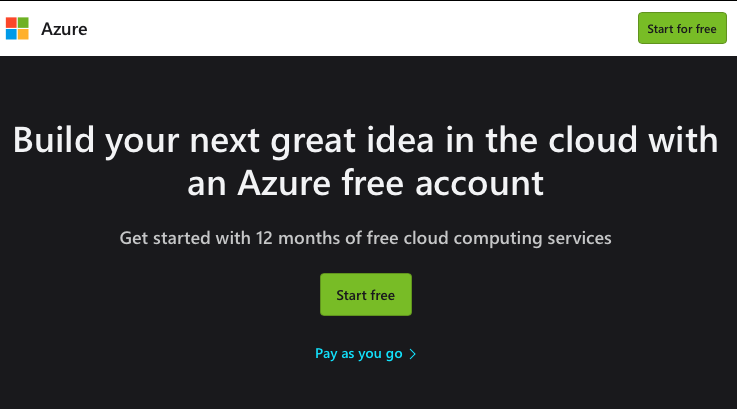 Azure
Start for free
Build your next great idea in the cloud with
an Azure free account
Get started with 12 months of free cloud computing services
Start free
Pay as you go